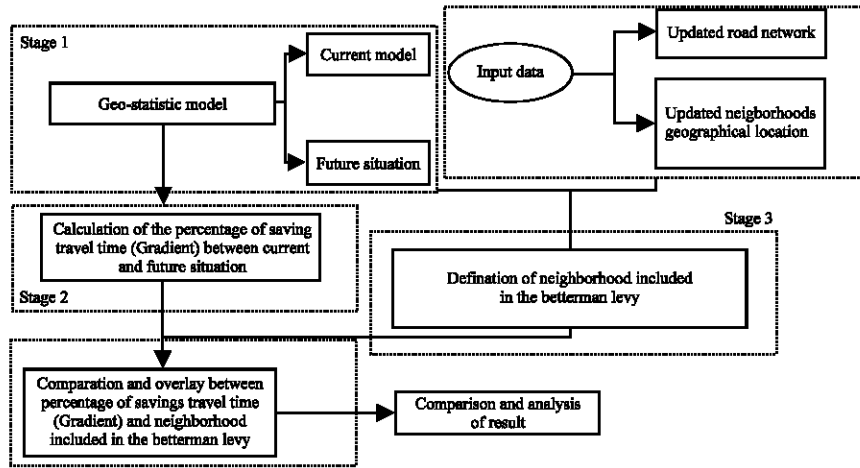 Stage 1
Current model
Geo-statistic model
Future situation
Input data
Updated road network
Updated neigborhoods
geographical location
Calculation of the percentage of saving
travel time (Gradient) between current
and future situation
Stage 2
Stage 3
Defination of neighborhood included
in the betterman levy
Comparation and overlay between
percentage of savings travel time
(Gradient) and neighborhood
included in the betterman levy
Comparison and analysis
of result